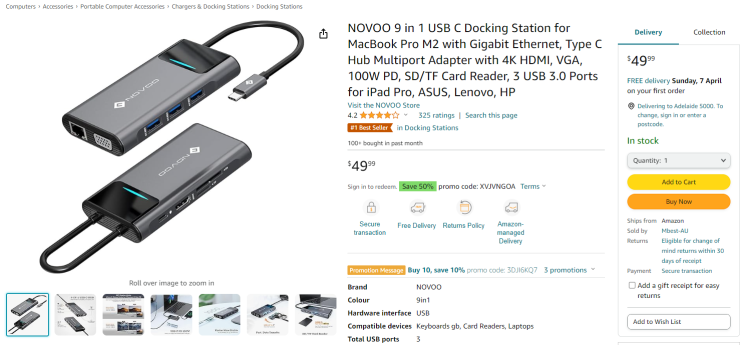 Computers › Accessories › Portable Computer Accessories › Chargers & Docking Stations › Docking Stations
NOVOO
NOVOO
Roll over image to zoom in
NOVOO 9 in 1 USB C Docking Station for
MacBook Pro M2 with Gigabit Ethernet, Type C
Hub Multiport Adapter with 4K HDMI, VGA,
100W PD, SD/TF Card Reader, 3 USB 3.0 Ports
for iPad Pro, ASUS, Lenovo, HP
Visit the NOVOO Store
4.2 325 ratings | Search this page
#1 Best Seller in Docking Stations
100+ bought in past month
$49.99
Sign in to redeem. Save 50% promo code: XVJVNGOA Terms
Secure transaction
Free Delivery
Returns Policy
Amazon-managed Delivery
Promotion Message Buy 10, save 10% promo code: 3DJI6KQ7 3 promotions
Brand NOVOO
Colour 9in1
Hardware interface USB
Compatible devices Keyboards gb, Card Readers, Laptops
Total USB ports 3
Delivery Collection
$49.99
FREE delivery Sunday, 7 April
on your first order
Delivering to Adelaide 5000. To
change, sign in or enter a
postcode.
In stock
Quantity: 1
Add to Cart
Buy Now
Ships from Amazon
Sold by Mbest-AU
Returns Eligible for change of
mind returns within 30
days of receipt
Payment Secure transaction
Add a gift receipt for easy
returns
Add to Wish List